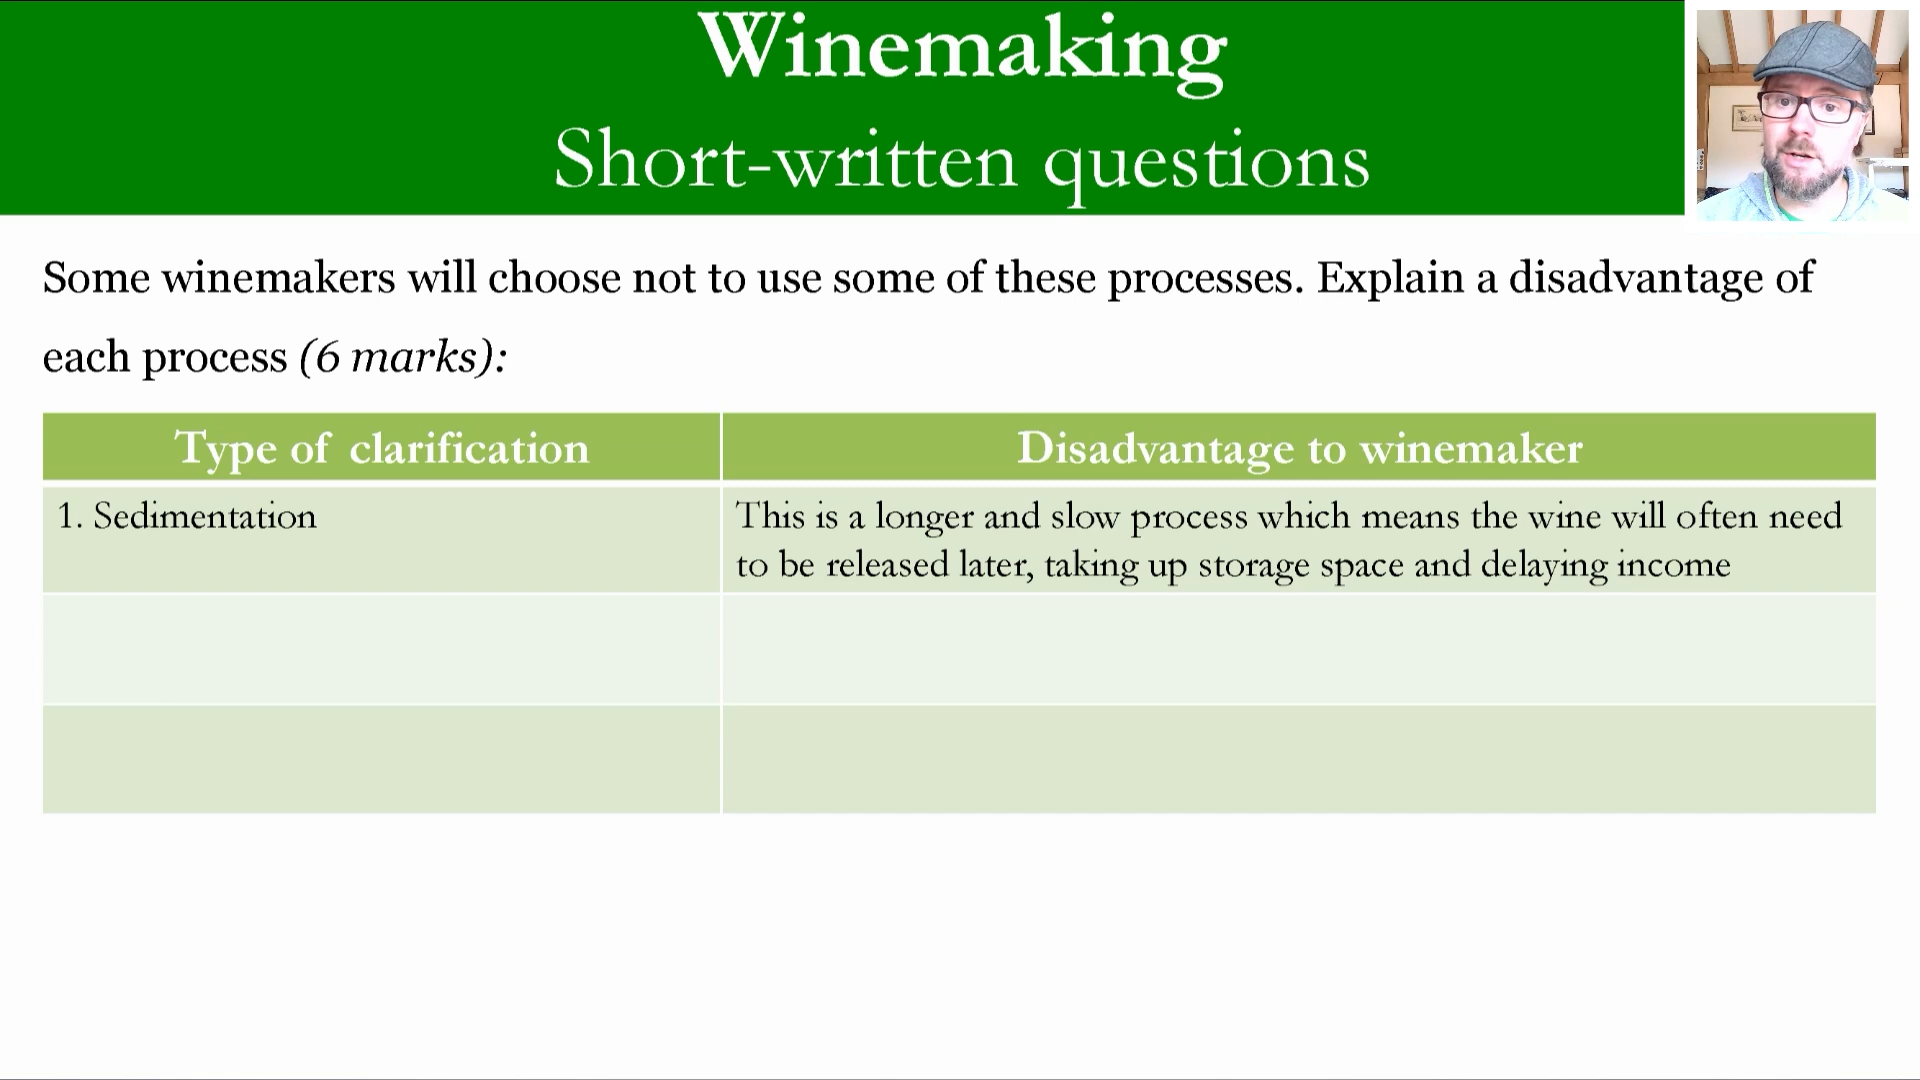 Winemaking
Short-written questions
Some winemakers will choose not to use some of these processes. Explain a disadvantage of
each process (6 marks):
Type of clarification
Disadvantage to winemaker
1. Sedimentation
This is a longer and slow process which means the wine will often need
to be released later, taking up storage space and delaying income